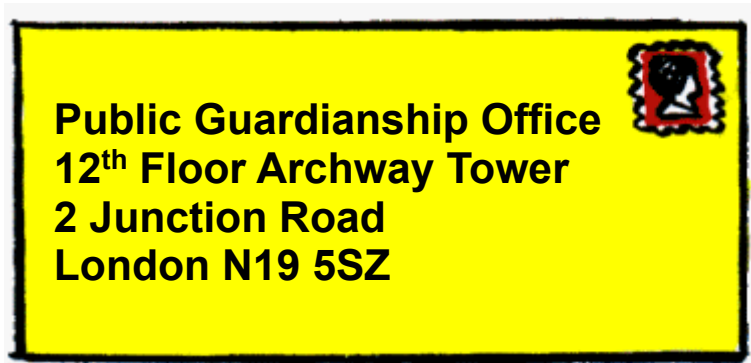 Public Guardianship Office
12th Floor Archway Tower
2 Junction Road
London N19 5SZ